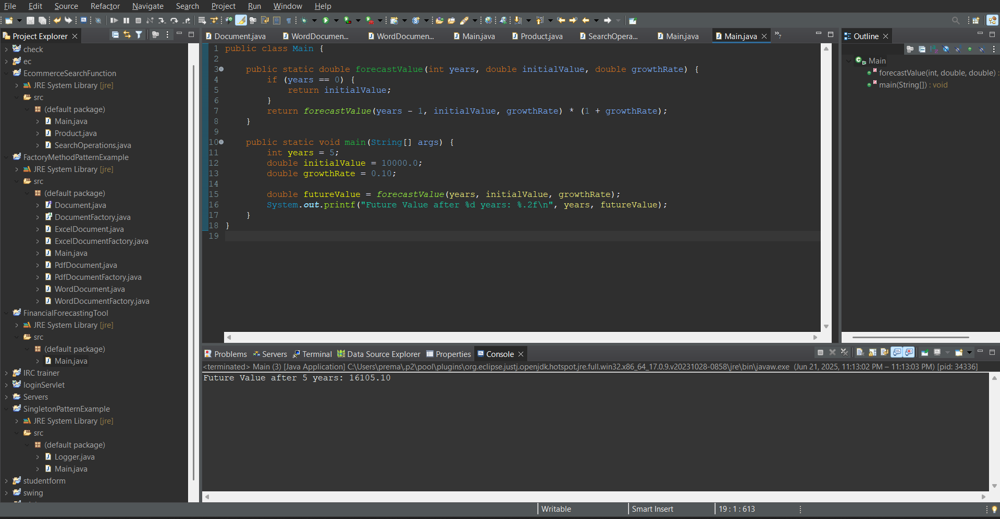 File Edit Source Refactor Navigate Search Project Run Window Help
Project Explorer
check
ec
EcommerceSearchFunction
JRE System Library [jre]
src
(default package)
Main.java
Product.java
SearchOperations.java
FactoryMethodPatternExample
JRE System Library [jre]
src
(default package)
Document.java
DocumentFactory.java
ExcelDocument.java
ExcelDocumentFactory.java
Main.java
PdfDocument.java
PdfDocumentFactory.java
WordDocument.java
WordDocumentFactory.java
FinancialForecastingTool
JRE System Library [jre]
src
(default package)
Main.java
IRC trainer
loginServlet
Servers
SingletonPatternExample
JRE System Library [jre]
src
(default package)
Logger.java
Main.java
studentform
swing
Document.java WordDocumen... WordDocumen... Main.java Product.java SearchOpera... Main.java Main.java »7
1 public class Main {
2
3 public static double forecastValue(int years, double initialValue, double growthRate) {
4 if (years == 0) {
5 return initialValue;
6 }
7 return forecastValue(years - 1, initialValue, growthRate) * (1 + growthRate);
8 }
9
10 public static void main(String[] args) {
11 int years = 5;
12 double initialValue = 10000.0;
13 double growthRate = 0.10;
14
15 double futureValue = forecastValue(years, initialValue, growthRate);
16 System.out.printf("Future Value after %d years: %.2f\n", years, futureValue);
17 }
18 }
19
Outline
Main
forecastValue(int, double, double) :
main(String[]) : void
Problems Servers Terminal Data Source Explorer Properties Console
<terminated> Main (3) [Java Application] C:\Users\prema\.p2\pool\plugins\org.eclipse.justj.openjdk.hotspot.jre.full.win32.x86_64_17.0.9.v20231028-0858\jre\bin\javaw.exe (Jun 21, 2025, 11:13:02 PM – 11:13:03 PM) [pid: 34336]
Future Value after 5 years: 16105.10
Writable Smart Insert 19 : 1 : 613